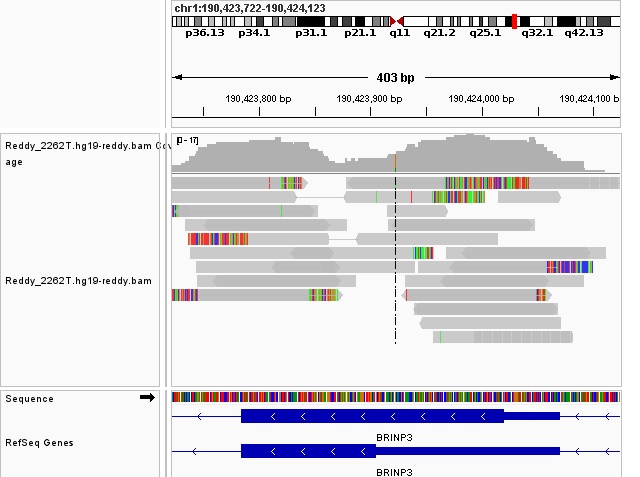 chr1:190,423,722-190,424,123
p36.13 p34.1 p31.1 p21.1 q11 q21.2 q25.1 q32.1 q42.13
403 bp
190,423,800 bp 190,423,900 bp 190,424,000 bp 190,424,100 b
Reddy_2262T.hg19-reddy.bam Cov
age
[0 - 17]
Reddy_2262T.hg19-reddy.bam
Sequence
BRINP3
RefSeq Genes
BRINP3